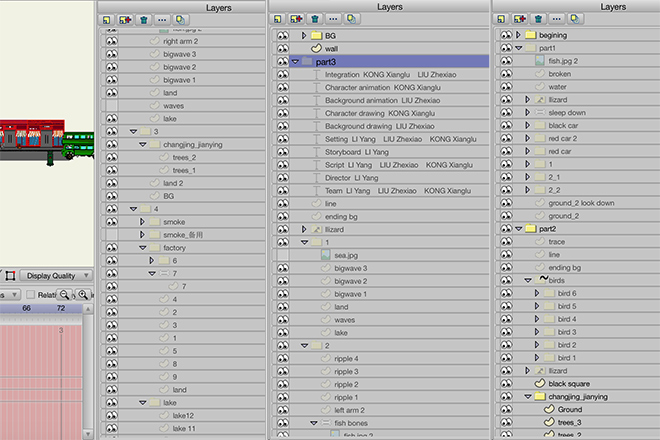 Layers
fish.jpg 2
right arm 2
bigwave 3
bigwave 2
bigwave 1
land
waves
lake
3
changjing_jianying
trees_2
trees_1
land 2
BG
4
smoke
smoke_备用
factory
6
7
7
4
2
3
1
5
8
9
land
lake
lake12
lake 11
Display Quality
66 72
3
Layers
BG
wall
part3
Integration KONG Xianglu LIU Zhexiao
Character animation KONG Xianglu
Background animation LIU Zhexiao
Character drawing KONG Xianglu
Background drawing LIU Zhexiao
Setting LI Yang LIU Zhexiao KONG Xianglu
Storyboard LI Yang
Script LI Yang LIU Zhexiao KONG Xianglu
Director LI Yang
Team LI Yang LIU Zhexiao KONG Xianglu
line
ending bg
llizard
1
sea.jpg
bigwave 3
bigwave 2
bigwave 1
land
waves
lake
2
ripple 4
ripple 3
ripple 2
ripple 1
left arm 2
fish bones
fish.jpg 2
Layers
begining
part1
fish.jpg 2
broken
water
llizard
sleep down
black car
red car 2
red car
1
2_1
2_2
ground_2 look down
ground_2
part2
trace
line
ending bg
birds
bird 6
bird 5
bird 4
bird 3
bird 2
bird 1
llizard
black square
changjing_jianying
Ground
trees_3
trees_2